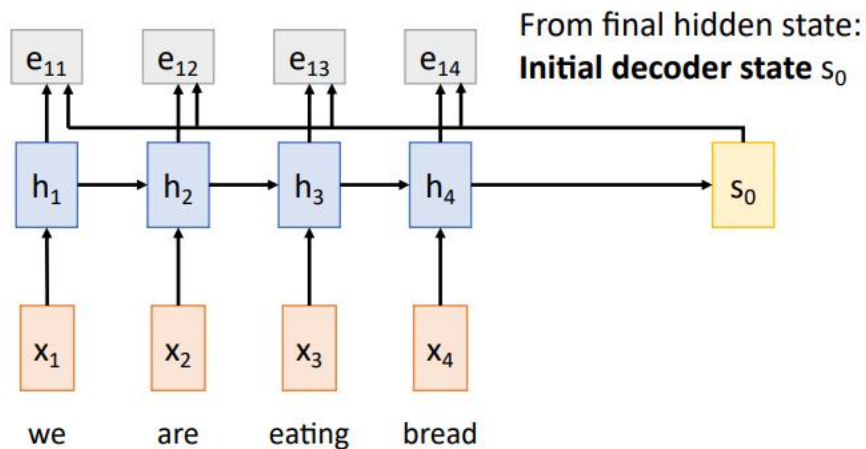 From final hidden state:
Initial decoder state s₀
e₁₁ e₁₂ e₁₃ e₁₄
h₁ h₂ h₃ h₄ s₀
x₁ x₂ x₃ x₄
we are eating bread